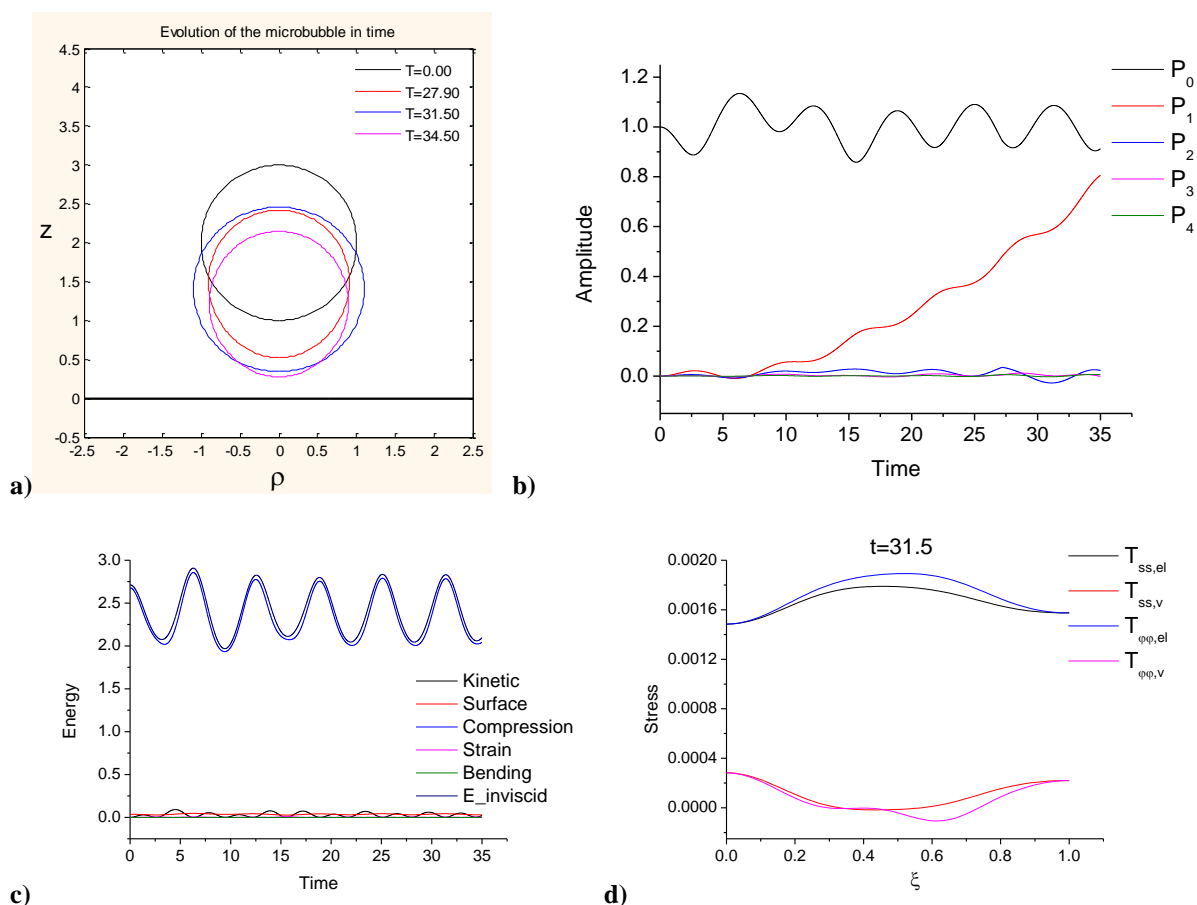 Evolution of the microbubble in time
4.5
4
3.5
3
2.5
2
1.5
1
0.5
0
-0.5
z
T=0.00
T=27.90
T=31.50
T=34.50
-2.5 -2 -1.5 -1 -0.5 0 0.5 1 1.5 2 2.5
ρ
a)
1.2
1.0
0.8
0.6
0.4
0.2
0.0
Amplitude
P0
P1
P2
P3
P4
0 5 10 15 20 25 30 35
Time
b)
3.0
2.5
2.0
1.5
1.0
0.5
0.0
Energy
Kinetic
Surface
Compression
Strain
Bending
E_inviscid
0 5 10 15 20 25 30 35
Time
c)
t=31.5
0.0020
0.0016
0.0012
0.0008
0.0004
0.0000
Stress
Tss,el
Tss,v
Tφφ,el
Tφφ,v
0.0 0.2 0.4 0.6 0.8 1.0
ξ
d)